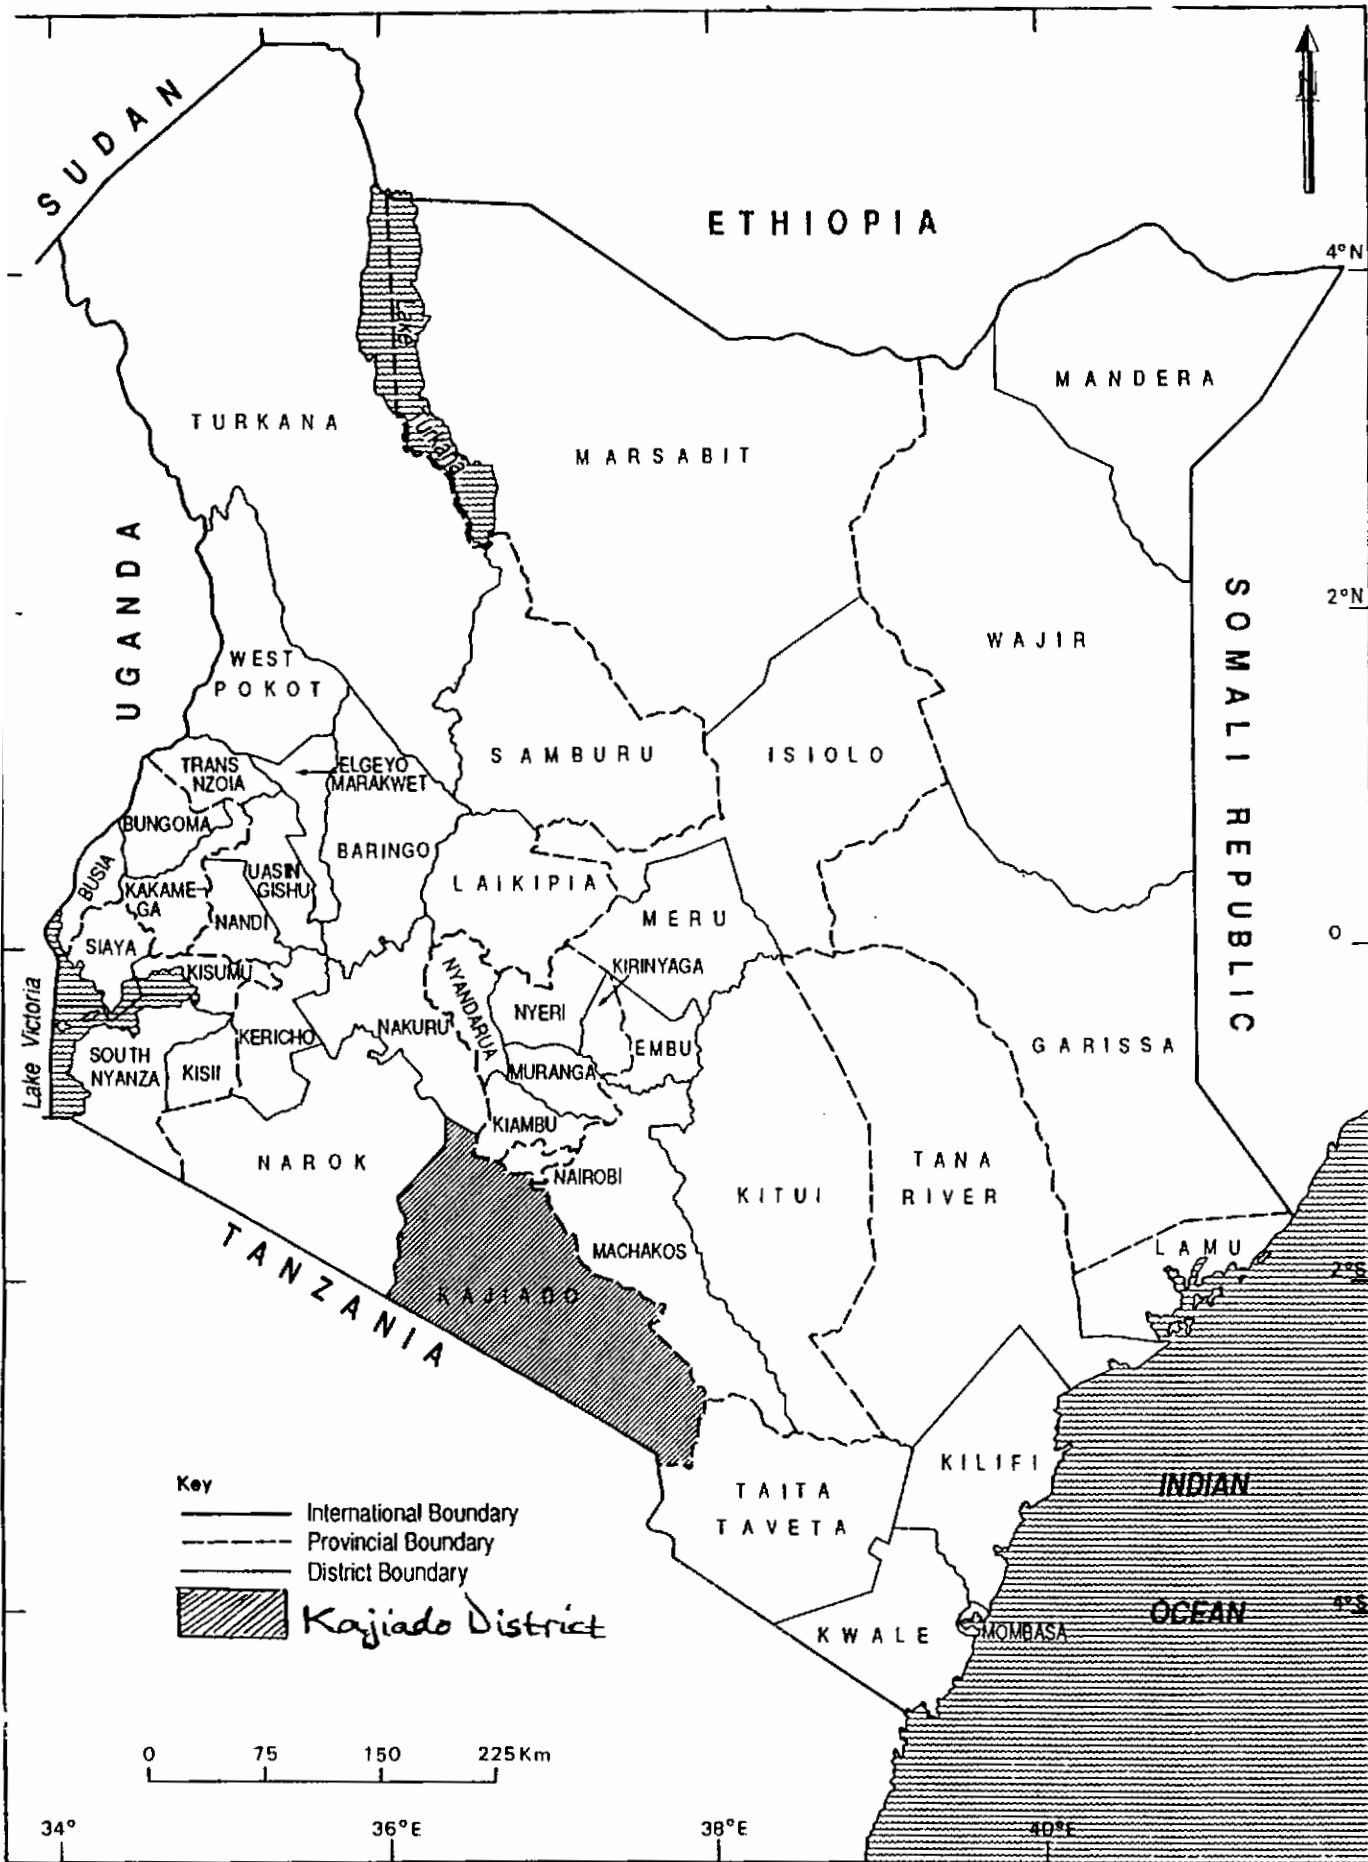 N
SUDAN
ETHIOPIA
4°N
Lake
Turkana
TURKANA
MARSABIT
MANDERA
UGANDA
SOMALI REPUBLIC
2°N
WEST
POKOT
WAJIR
TRANS
NZOIA
ELGEYO
MARAKWET
SAMBURU
ISIOLO
BUNGOMA
BARINGO
BUSIA
KAKAME-
GA
UASIN
GISHU
LAIKIPIA
NANDI
MERU
SIAYA
0
KISUMU
KIRINYAGA
NYANDARUA
NYERI
Lake Victoria
KERICHO
NAKURU
EMBU
GARISSA
SOUTH
NYANZA
KISII
MURANGA
KIAMBU
NAROK
NAIROBI
KITUI
TANA
RIVER
MACHAKOS
LAMU
TANZANIA
KAJIADO
2°S
KILIFI
INDIAN
OCEAN
TAITA
TAVETA
4°S
KWALE
MOMBASA
Key
International Boundary
Provincial Boundary
District Boundary
Kajiado District
0 75 150 225 Km
34° 36°E 38°E 40°E